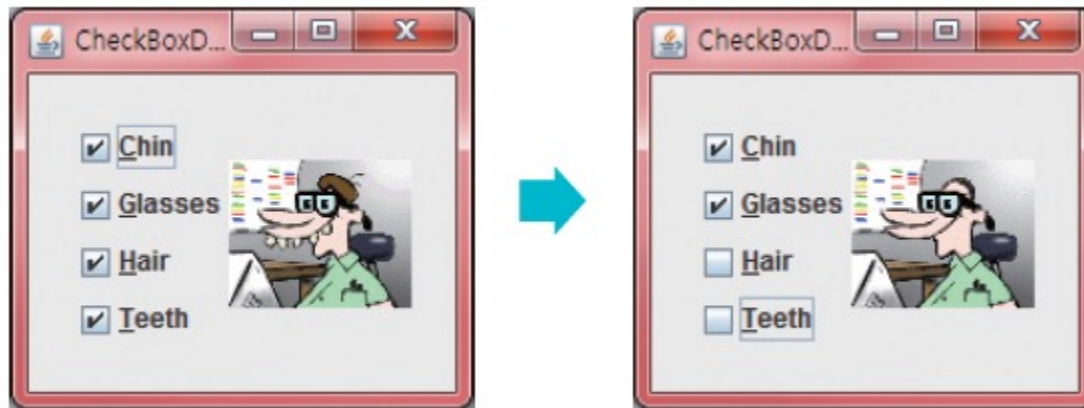 CheckBoxD...
Chin
Glasses
Hair
Teeth
CheckBoxD...
Chin
Glasses
Hair
Teeth